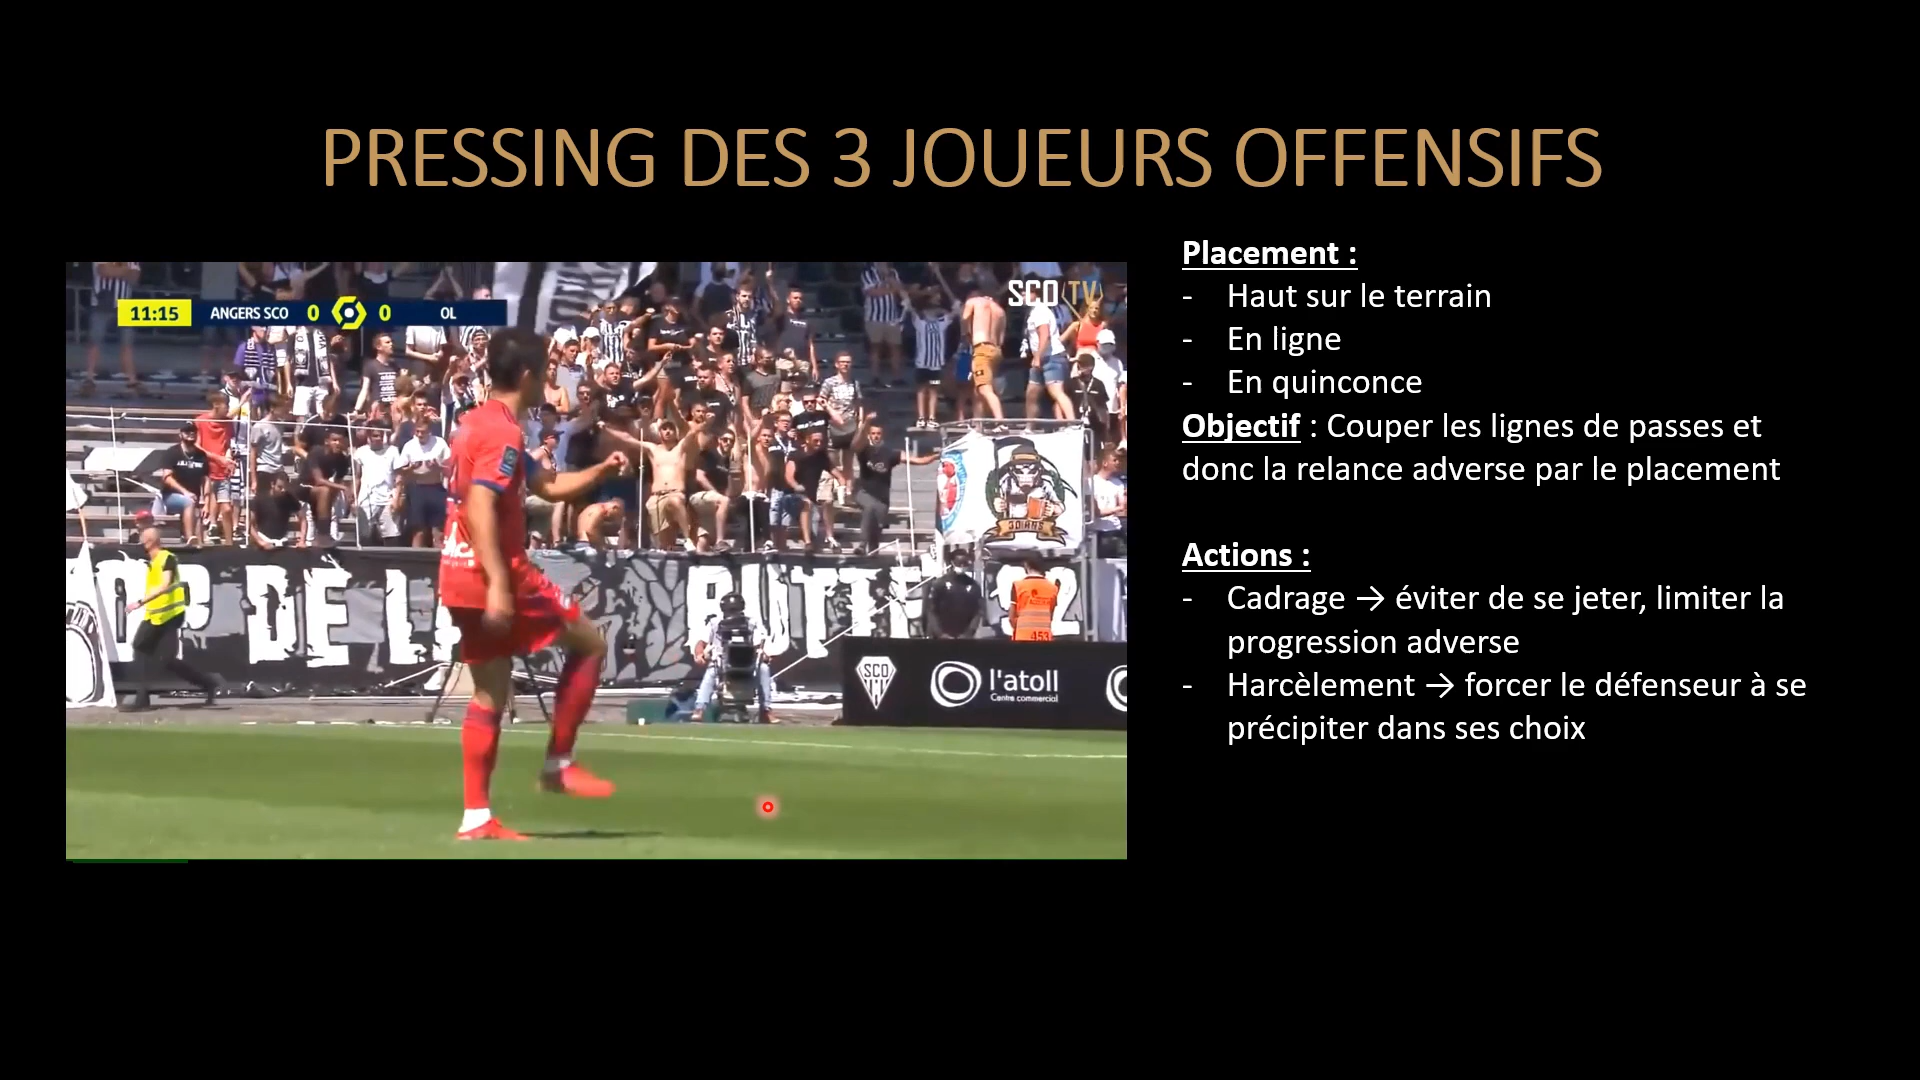 PRESSING DES 3 JOUEURS OFFENSIFS
Placement :
- Haut sur le terrain
- En ligne
- En quinconce
Objectif : Couper les lignes de passes et
donc la relance adverse par le placement
Actions :
- Cadrage → éviter de se jeter, limiter la
progression adverse
- Harcèlement → forcer le défenseur à se
précipiter dans ses choix
11:15 ANGERS SCO 0 0 OL
SCO TV
DE L
BUTTE
92
453
SCO
l'atoll
Centre commercial